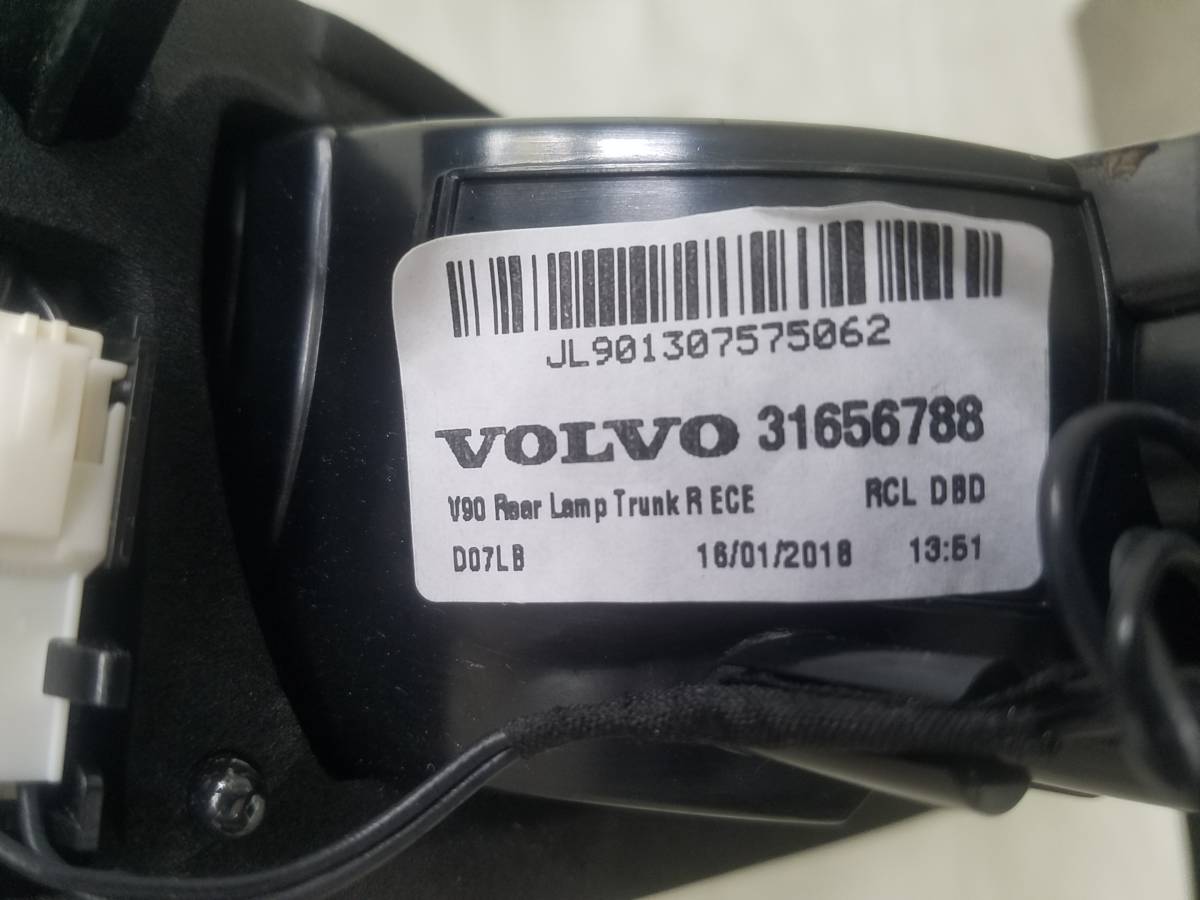 JL901307575062
VOLVO 31656788
V90 Rear Lamp Trunk R ECE RCL DBD
D07LB 16/01/2018 13:51